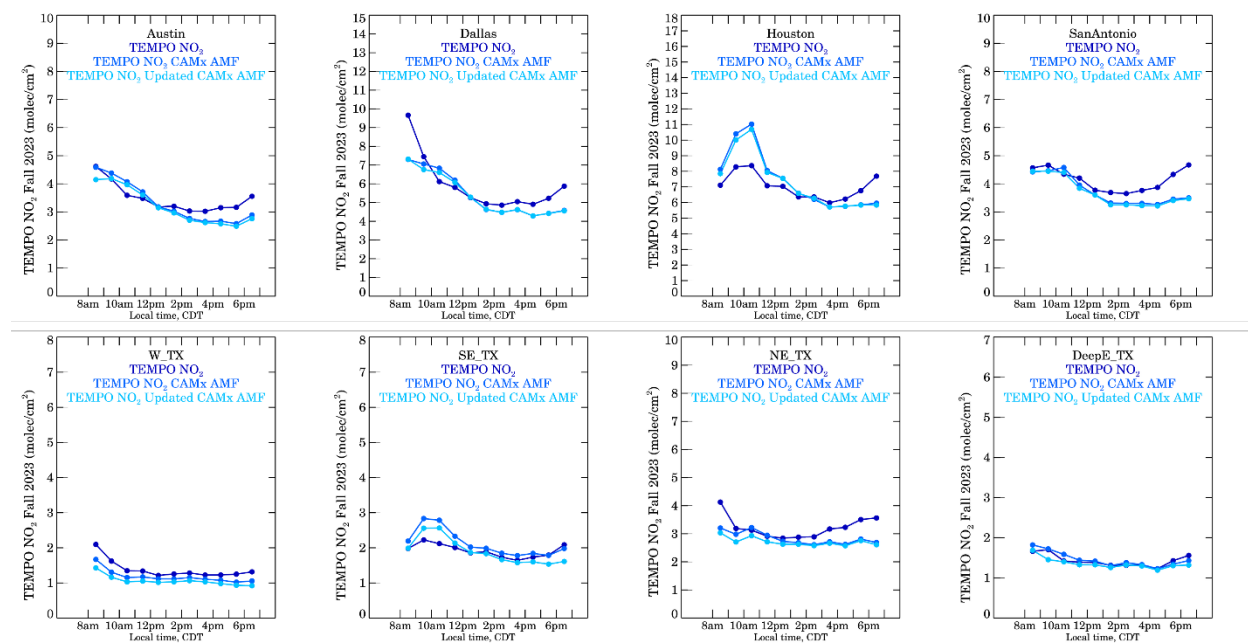 Austin
TEMPO NO₂
TEMPO NO₂ CAMx AMF
TEMPO NO₂ Updated CAMx AMF
TEMPO NO₂ Fall 2023 (molec/cm²)
10
9
8
7
6
5
4
3
2
1
0
8am 10am 12pm 2pm 4pm 6pm
Local time, CDT
Dallas
TEMPO NO₂
TEMPO NO₂ CAMx AMF
TEMPO NO₂ Updated CAMx AMF
TEMPO NO₂ Fall 2023 (molec/cm²)
15
14
13
12
11
10
9
8
7
6
5
4
3
2
1
0
8am 10am 12pm 2pm 4pm 6pm
Local time, CDT
Houston
TEMPO NO₂
TEMPO NO₂ CAMx AMF
TEMPO NO₂ Updated CAMx AMF
TEMPO NO₂ Fall 2023 (molec/cm²)
18
17
16
15
14
13
12
11
10
9
8
7
6
5
4
3
2
1
0
8am 10am 12pm 2pm 4pm 6pm
Local time, CDT
SanAntonio
TEMPO NO₂
TEMPO NO₂ CAMx AMF
TEMPO NO₂ Updated CAMx AMF
TEMPO NO₂ Fall 2023 (molec/cm²)
10
9
8
7
6
5
4
3
2
1
0
8am 10am 12pm 2pm 4pm 6pm
Local time, CDT
W_TX
TEMPO NO₂
TEMPO NO₂ CAMx AMF
TEMPO NO₂ Updated CAMx AMF
TEMPO NO₂ Fall 2023 (molec/cm²)
8
7
6
5
4
3
2
1
0
8am 10am 12pm 2pm 4pm 6pm
Local time, CDT
SE_TX
TEMPO NO₂
TEMPO NO₂ CAMx AMF
TEMPO NO₂ Updated CAMx AMF
TEMPO NO₂ Fall 2023 (molec/cm²)
8
7
6
5
4
3
2
1
0
8am 10am 12pm 2pm 4pm 6pm
Local time, CDT
NE_TX
TEMPO NO₂
TEMPO NO₂ CAMx AMF
TEMPO NO₂ Updated CAMx AMF
TEMPO NO₂ Fall 2023 (molec/cm²)
10
9
8
7
6
5
4
3
2
1
0
8am 10am 12pm 2pm 4pm 6pm
Local time, CDT
DeepE_TX
TEMPO NO₂
TEMPO NO₂ CAMx AMF
TEMPO NO₂ Updated CAMx AMF
TEMPO NO₂ Fall 2023 (molec/cm²)
7
6
5
4
3
2
1
0
8am 10am 12pm 2pm 4pm 6pm
Local time, CDT